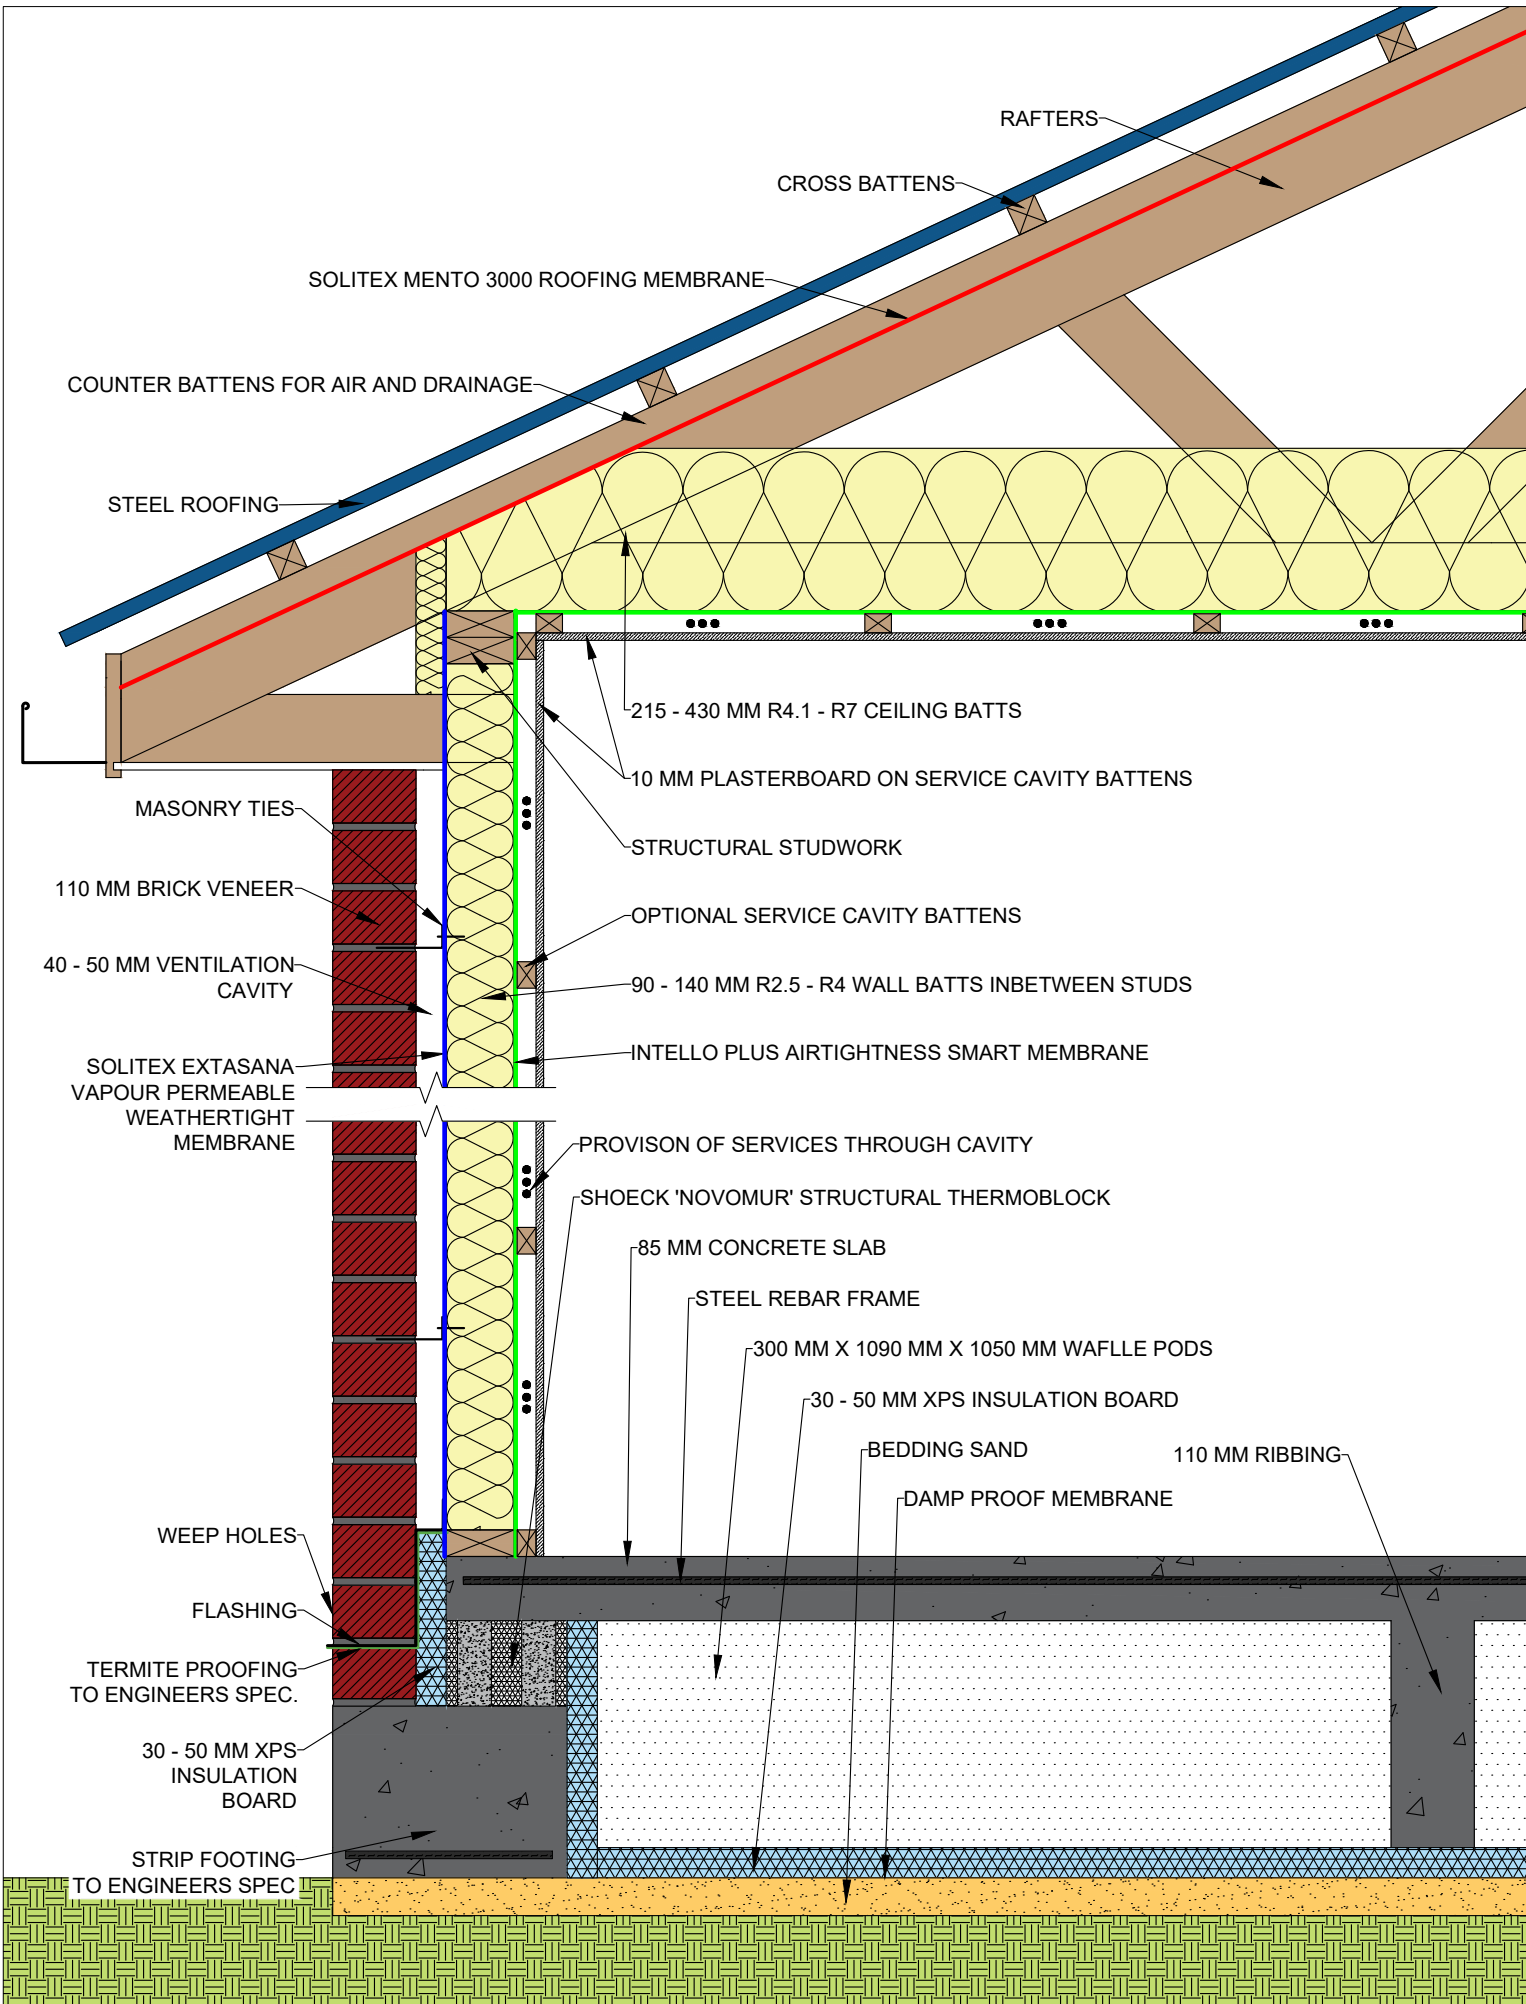 RAFTERS
CROSS BATTENS
SOLITEX MENTO 3000 ROOFING MEMBRANE
COUNTER BATTENS FOR AIR AND DRAINAGE
STEEL ROOFING
215 - 430 MM R4.1 - R7 CEILING BATTS
10 MM PLASTERBOARD ON SERVICE CAVITY BATTENS
MASONRY TIES
STRUCTURAL STUDWORK
110 MM BRICK VENEER
OPTIONAL SERVICE CAVITY BATTENS
40 - 50 MM VENTILATION
CAVITY
90 - 140 MM R2.5 - R4 WALL BATTS INBETWEEN STUDS
INTELLO PLUS AIRTIGHTNESS SMART MEMBRANE
SOLITEX EXTASANA
VAPOUR PERMEABLE
WEATHERTIGHT
MEMBRANE
PROVISON OF SERVICES THROUGH CAVITY
SHOECK 'NOVOMUR' STRUCTURAL THERMOBLOCK
85 MM CONCRETE SLAB
STEEL REBAR FRAME
300 MM X 1090 MM X 1050 MM WAFLLE PODS
30 - 50 MM XPS INSULATION BOARD
BEDDING SAND
110 MM RIBBING
DAMP PROOF MEMBRANE
WEEP HOLES
FLASHING
TERMITE PROOFING
TO ENGINEERS SPEC.
30 - 50 MM XPS
INSULATION
BOARD
STRIP FOOTING
TO ENGINEERS SPEC